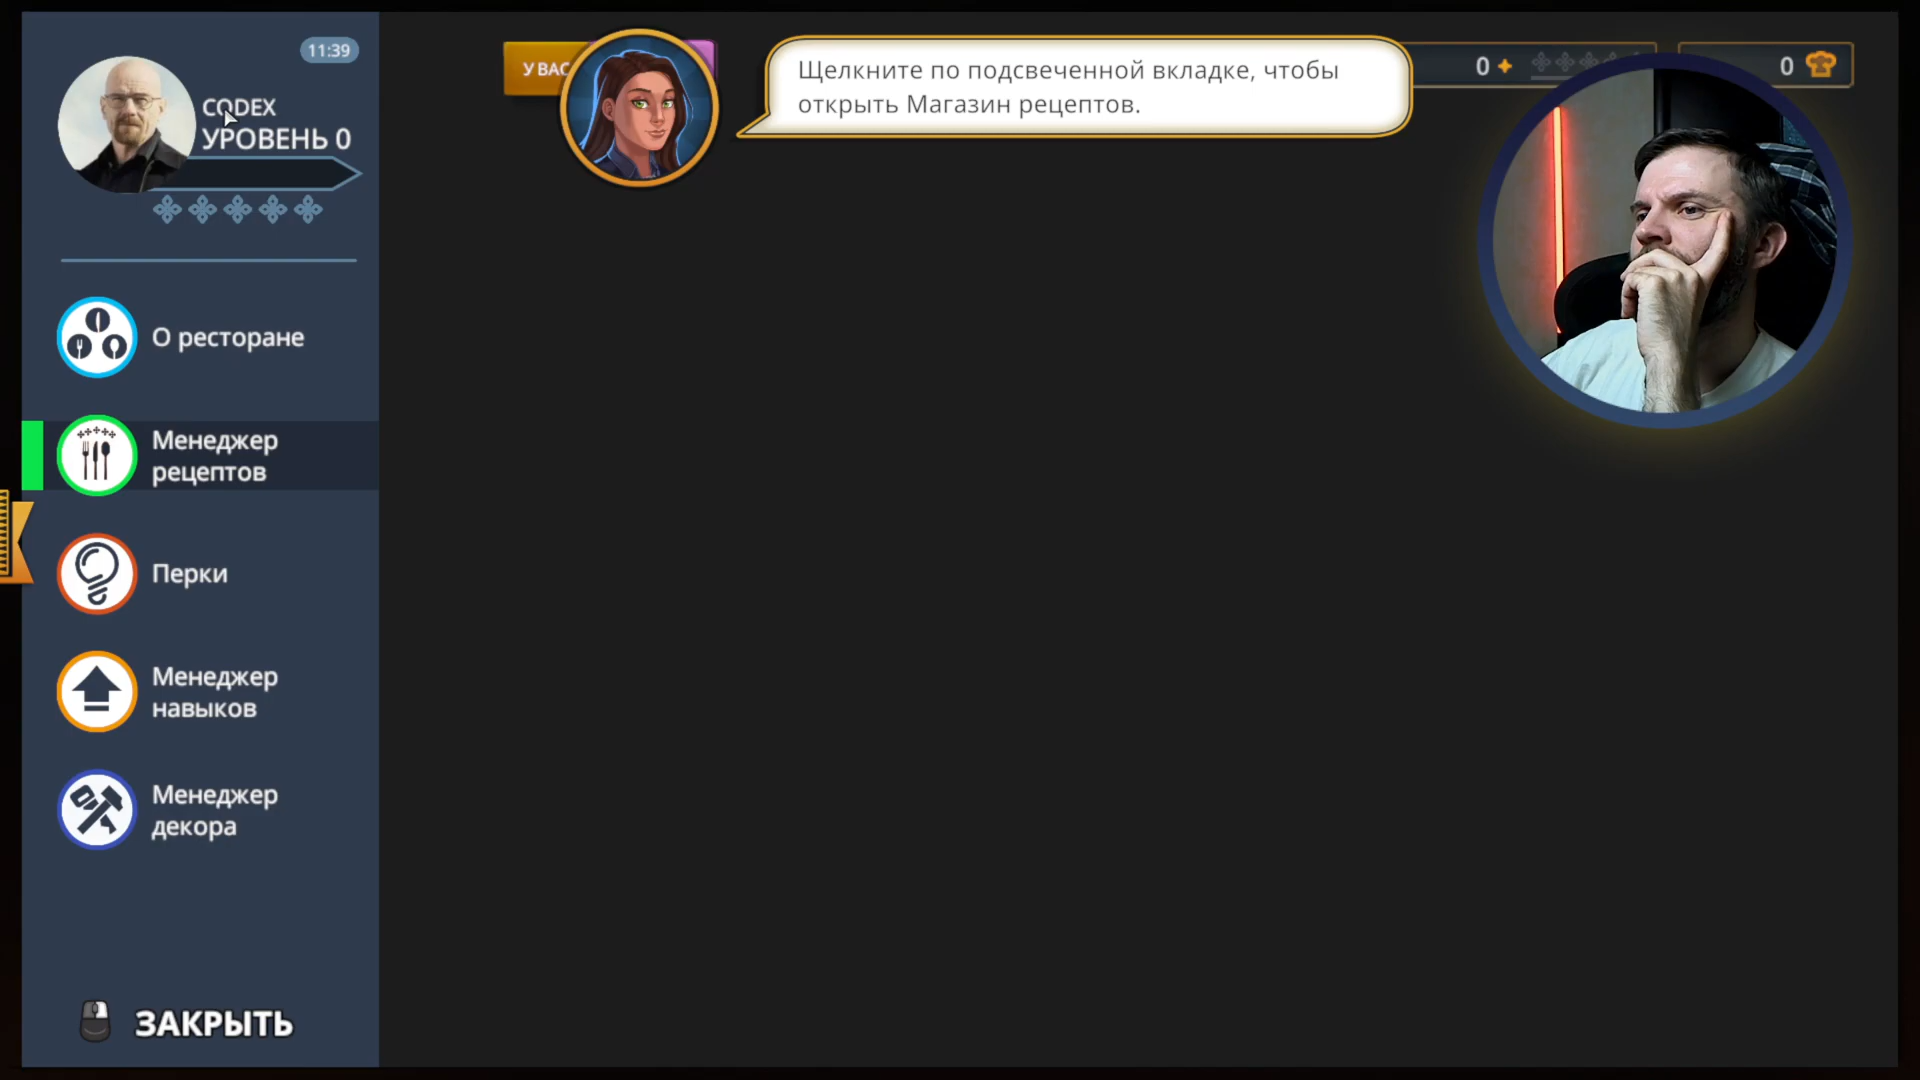 11:39
CODEX
УРОВЕНЬ 0
О ресторане
Менеджер
рецептов
Перки
Менеджер
навыков
Менеджер
декора
ЗАКРЫТЬ
У ВАС
Щелкните по подсвеченной вкладке, чтобы
открыть Магазин рецептов.
0
0